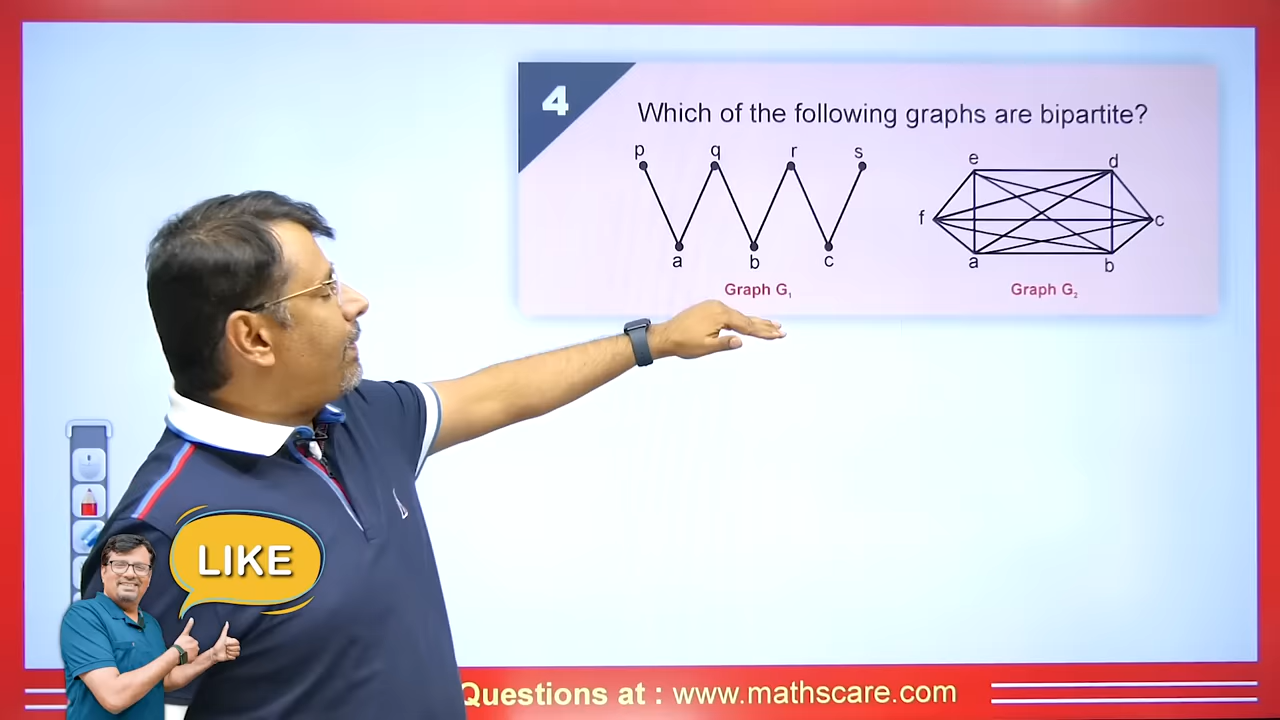 4
Which of the following graphs are bipartite?
p q r s
a b c
Graph G₁
e d
f c
a b
Graph G₂
LIKE
Questions at : www.mathscare.com